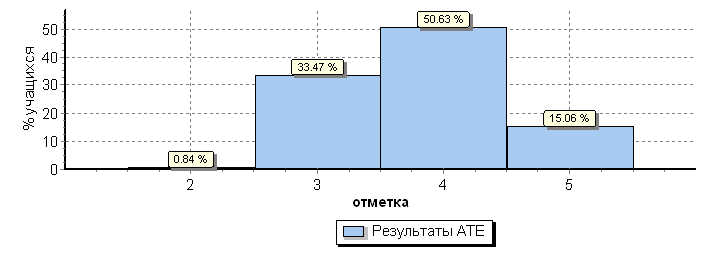 50.63 %
50
40
33.47 %
30
20
15.06 %
10
0.84 %
0
% учащихся
2 3 4 5
отметка
Результаты АТЕ